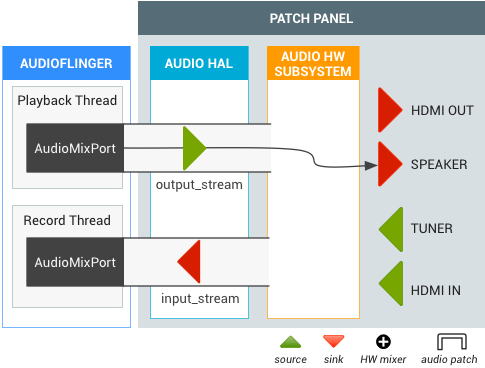 PATCH PANEL
AUDIOFLINGER
AUDIO HAL
AUDIO HW
SUBSYSTEM
Playback Thread
AudioMixPort
output_stream
HDMI OUT
SPEAKER
Record Thread
AudioMixPort
input_stream
TUNER
HDMI IN
source
sink
HW mixer
audio patch